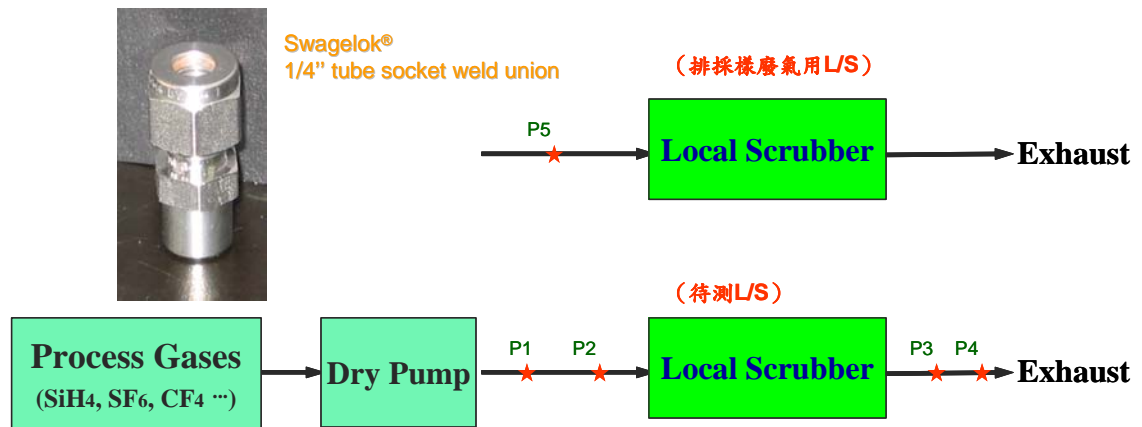 Swagelok®
1/4” tube socket weld union
（排採樣廢氣用L/S）
P5
Local Scrubber
Exhaust
（待測L/S）
Process Gases
(SiH4, SF6, CF4 ···)
Dry Pump
P1
P2
Local Scrubber
P3
P4
Exhaust